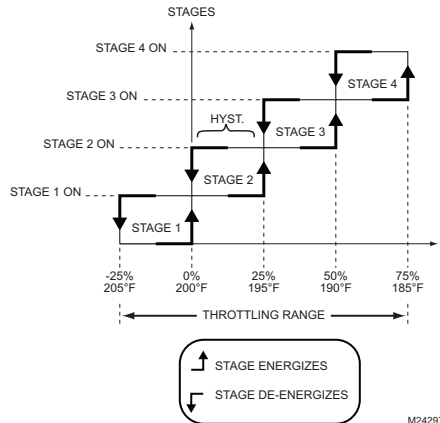 STAGES
STAGE 4 ON
STAGE 4
STAGE 3 ON
HYST.
STAGE 3
STAGE 2 ON
STAGE 2
STAGE 1 ON
STAGE 1
-25% 0% 25% 50% 75%
205°F 200°F 195°F 190°F 185°F
THROTTLING RANGE
STAGE ENERGIZES
STAGE DE-ENERGIZES
M24297